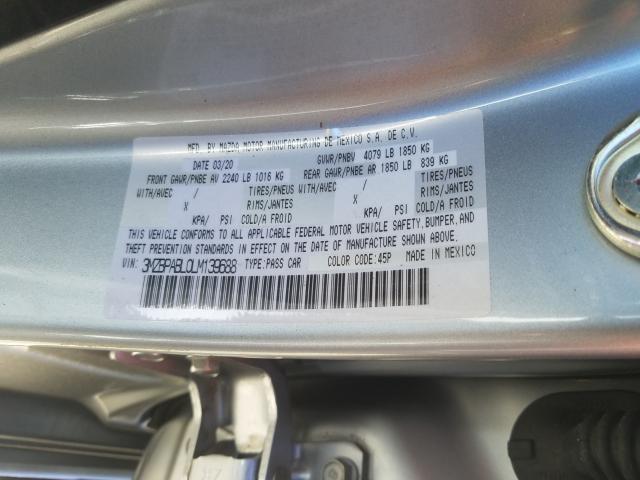 MFD. BY MAZDA MOTOR MANUFACTURING DE MEXICO S.A. DE C.V.
DATE 03/20 GVWR/PNBV 4079 LB 1850 KG
FRONT GAWR/PNBE AV 2240 LB 1016 KG REAR GAWR/PNBE AR 1850 LB 839 KG
WITH/AVEC / TIRES/PNEUS WITH/AVEC / TIRES/PNEUS
X RIMS/JANTES X RIMS/JANTES
KPA/ PSI COLD/A FROID KPA/ PSI COLD/A FROID
THIS VEHICLE CONFORMS TO ALL APPLICABLE FEDERAL MOTOR VEHICLE SAFETY, BUMPER, AND
THEFT PREVENTION STANDARDS IN EFFECT ON THE DATE OF MANUFACTURE SHOWN ABOVE.
VIN: 3MZBPABL0LM139688 TYPE:PASS CAR COLOR CODE:45P MADE IN MEXICO